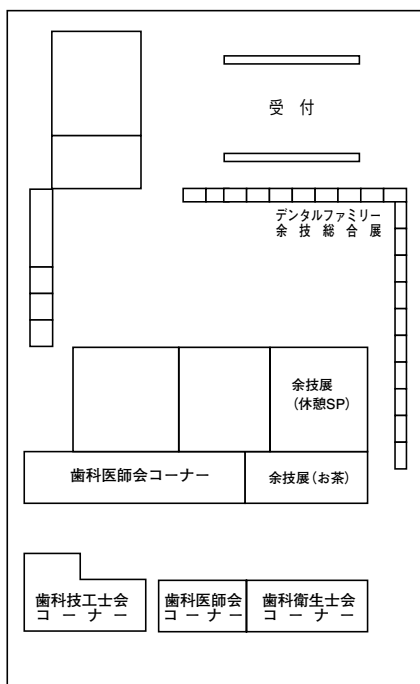 受 付
デンタルファミリー
余 技 総 合 展
余技展
(休憩SP)
歯科医師会コーナー
余技展(お茶)
歯科技工士会
コ ー ナ ー
歯科医師会
コ ー ナ ー
歯科衛生士会
コ ー ナ ー